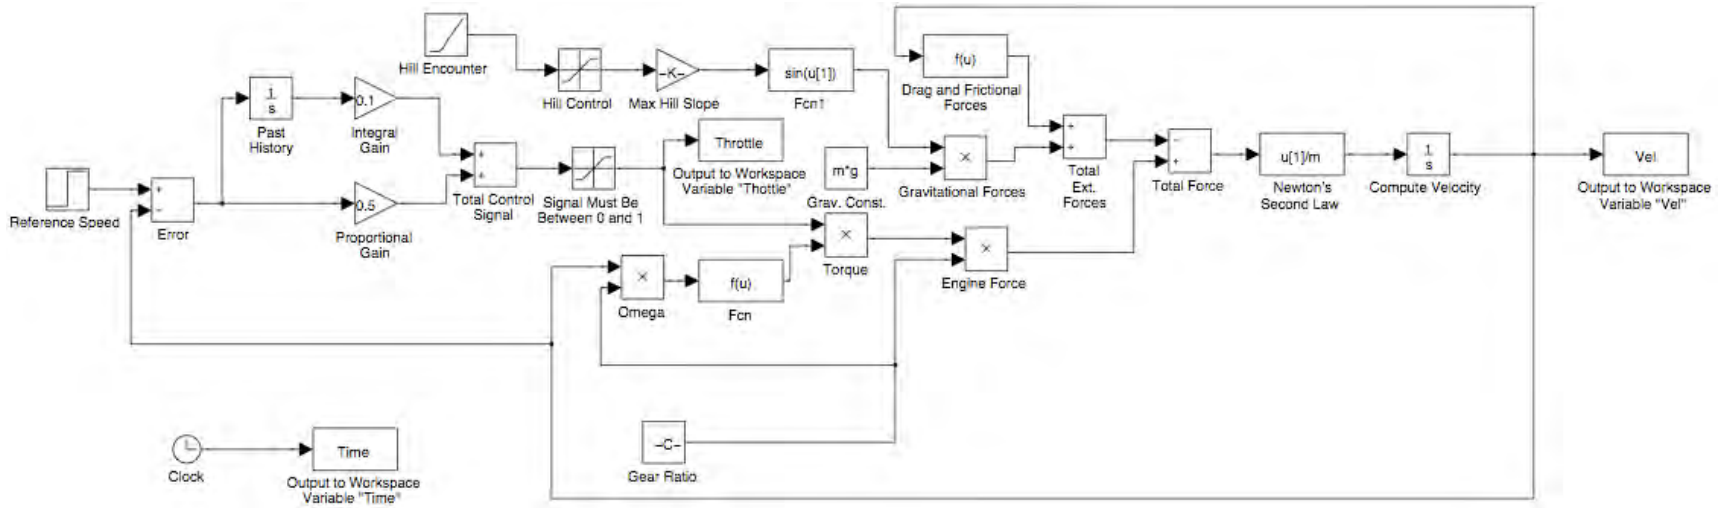 Hill Encounter
Hill Control
-K-
Max Hill Slope
sin(u[1])
Fcn1
f(u)
Drag and Frictional
Forces
1
s
Past
History
0.1
Integral
Gain
Reference Speed
+
−
Error
0.5
Proportional
Gain
+
+
Total Control
Signal
Signal Must Be
Between 0 and 1
Throttle
Output to Workspace
Variable "Thottle"
m*g
Grav. Const.
×
Gravitational Forces
+
+
Total
Ext.
Forces
−
+
Total Force
u[1]/m
Newton's
Second Law
1
s
Compute Velocity
Vel
Output to Workspace
Variable "Vel"
×
Torque
×
Engine Force
×
Omega
f(u)
Fcn
Clock
Time
Output to Workspace
Variable "Time"
-C-
Gear Ratio